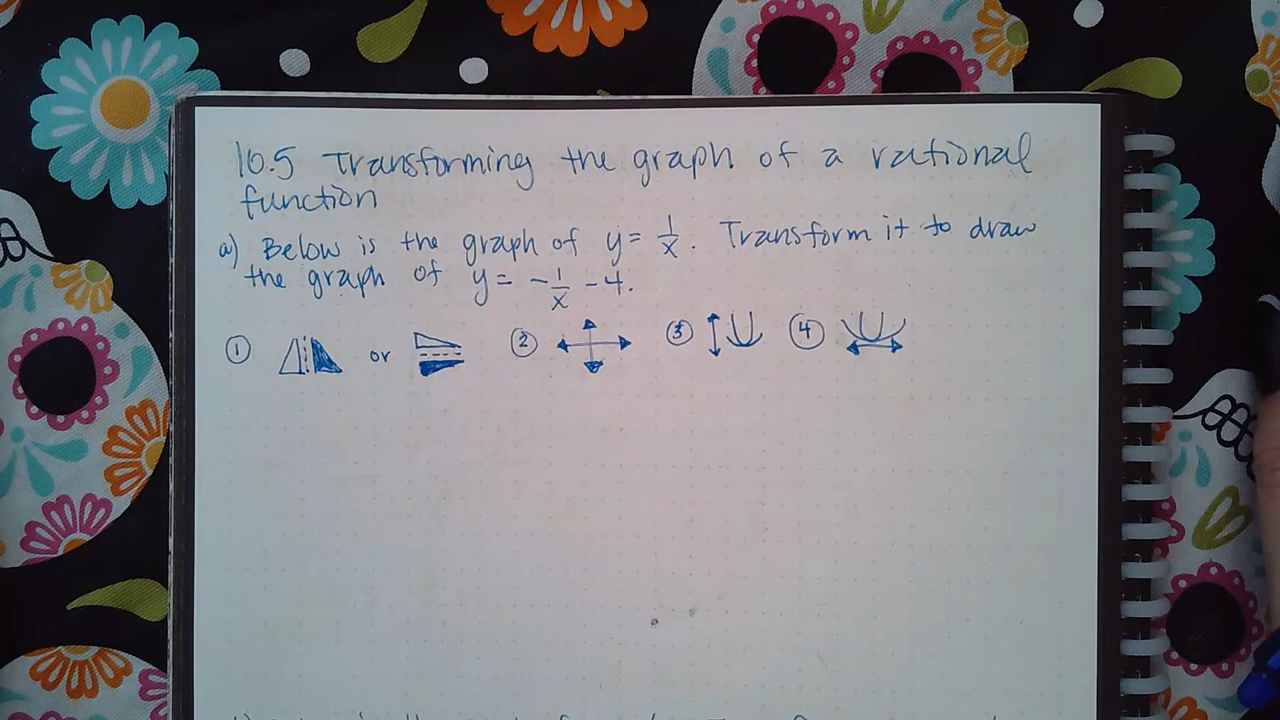 10.5 Transforming the graph of a rational
function
a) Below is the graph of y = 1/x. Transform it to draw
the graph of y = -1/x - 4.
① or ② ③ ④